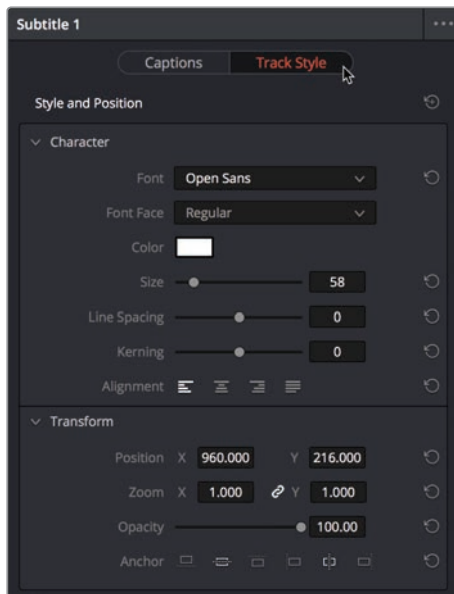 Subtitle 1
Captions Track Style
Style and Position
Character
Font Open Sans
Font Face Regular
Color
Size 58
Line Spacing 0
Kerning 0
Alignment
Transform
Position X 960.000 Y 216.000
Zoom X 1.000 Y 1.000
Opacity 100.00
Anchor